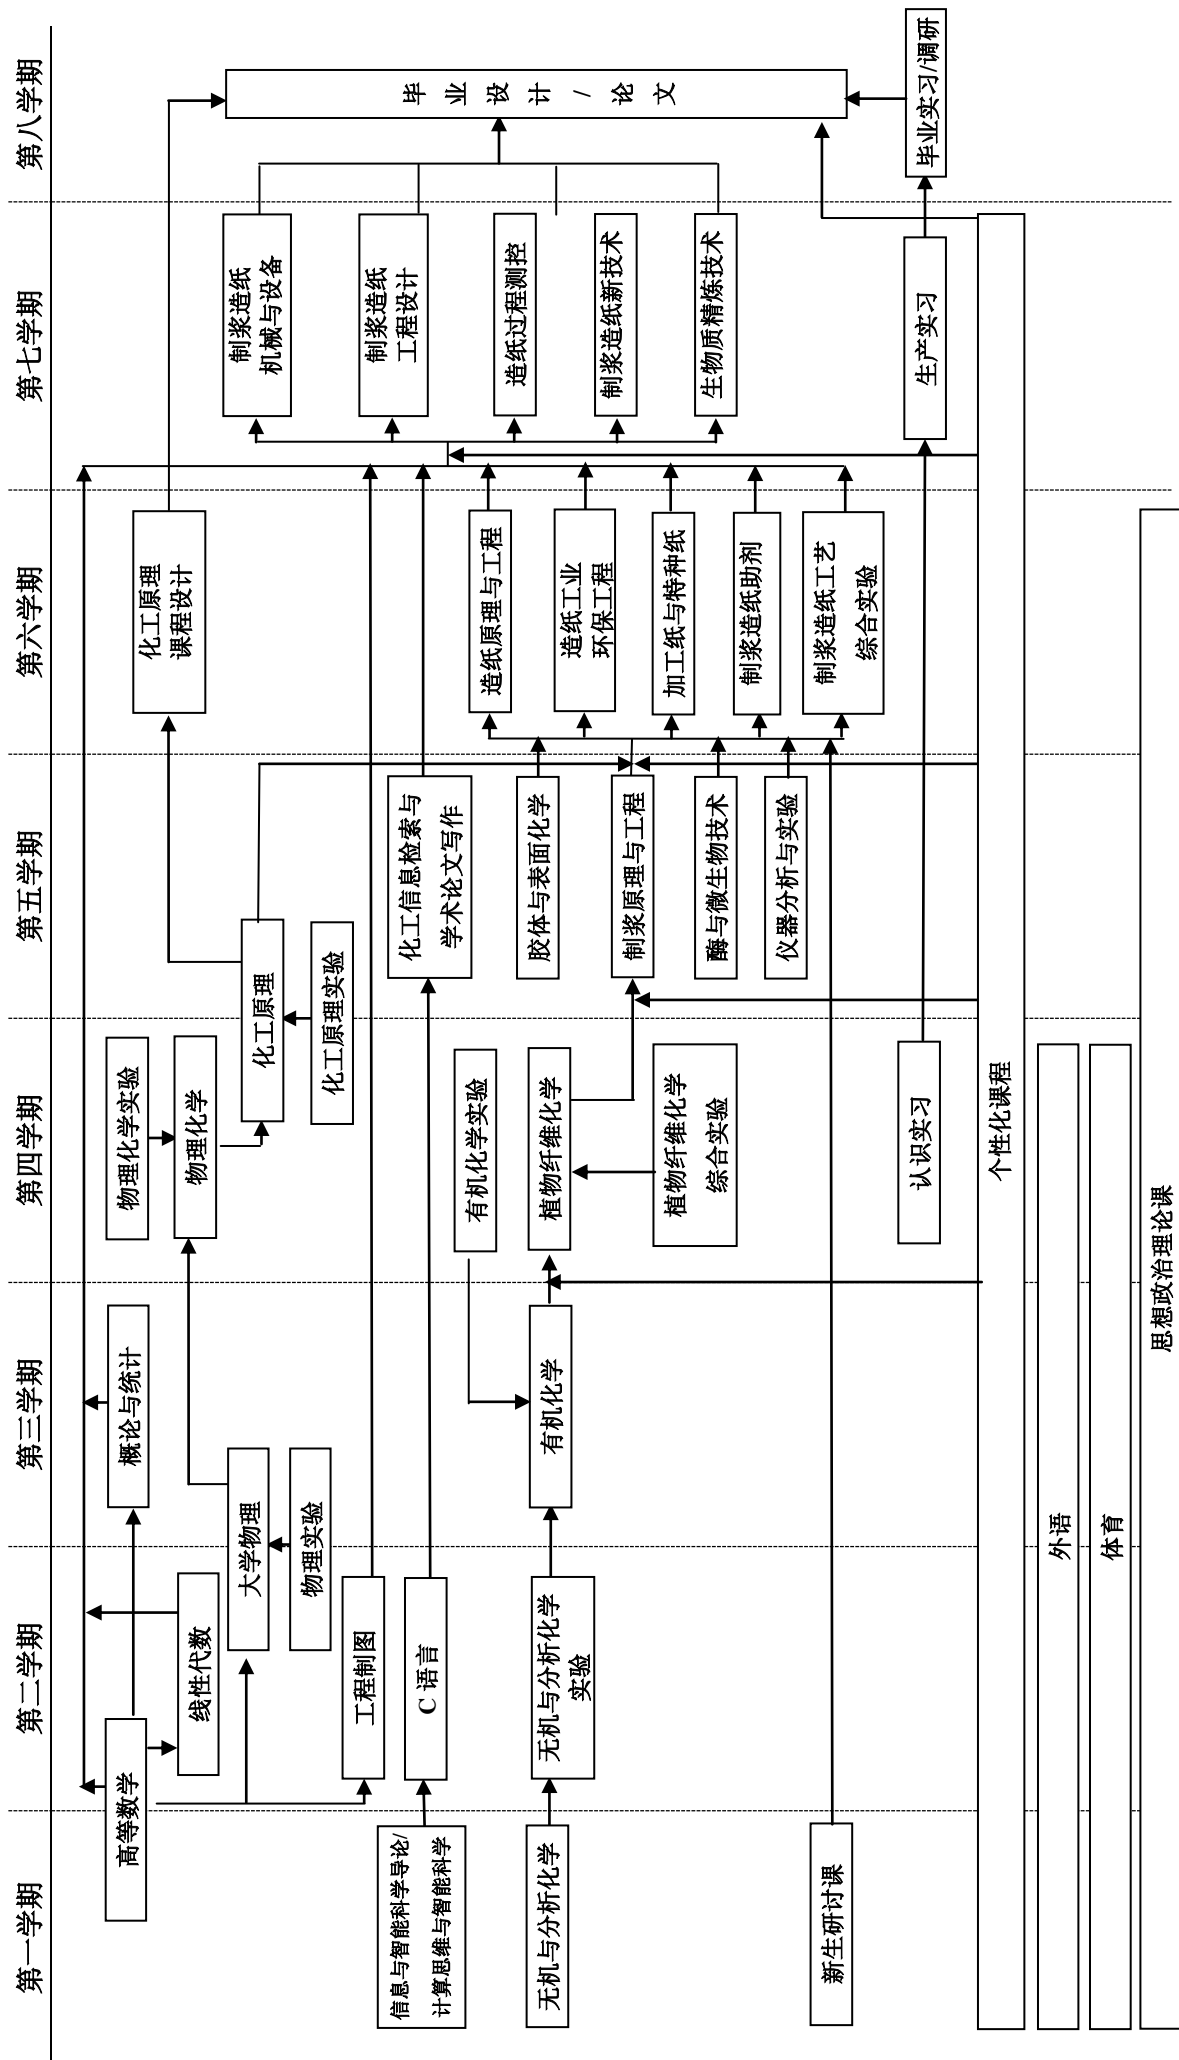 第一学期
第二学期
第三学期
第四学期
第五学期
第六学期
第七学期
第八学期
高等数学
概论与统计
线性代数
大学物理
物理实验
物理化学实验
物理化学
化工原理
化工原理实验
化工原理
课程设计
工程制图
信息与智能科学导论/
计算思维与智能科学
C 语言
化工信息检索与
学术论文写作
无机与分析化学
无机与分析化学
实验
有机化学
有机化学实验
植物纤维化学
植物纤维化学
综合实验
胶体与表面化学
制浆原理与工程
酶与微生物技术
仪器分析与实验
造纸原理与工程
造纸工业
环保工程
加工纸与特种纸
制浆造纸助剂
制浆造纸工艺
综合实验
制浆造纸
机械与设备
制浆造纸
工程设计
造纸过程测控
制浆造纸新技术
生物质精炼技术
毕业设计/论文
新生研讨课
认识实习
生产实习
毕业实习/调研
个性化课程
外语
体育
思想政治理论课